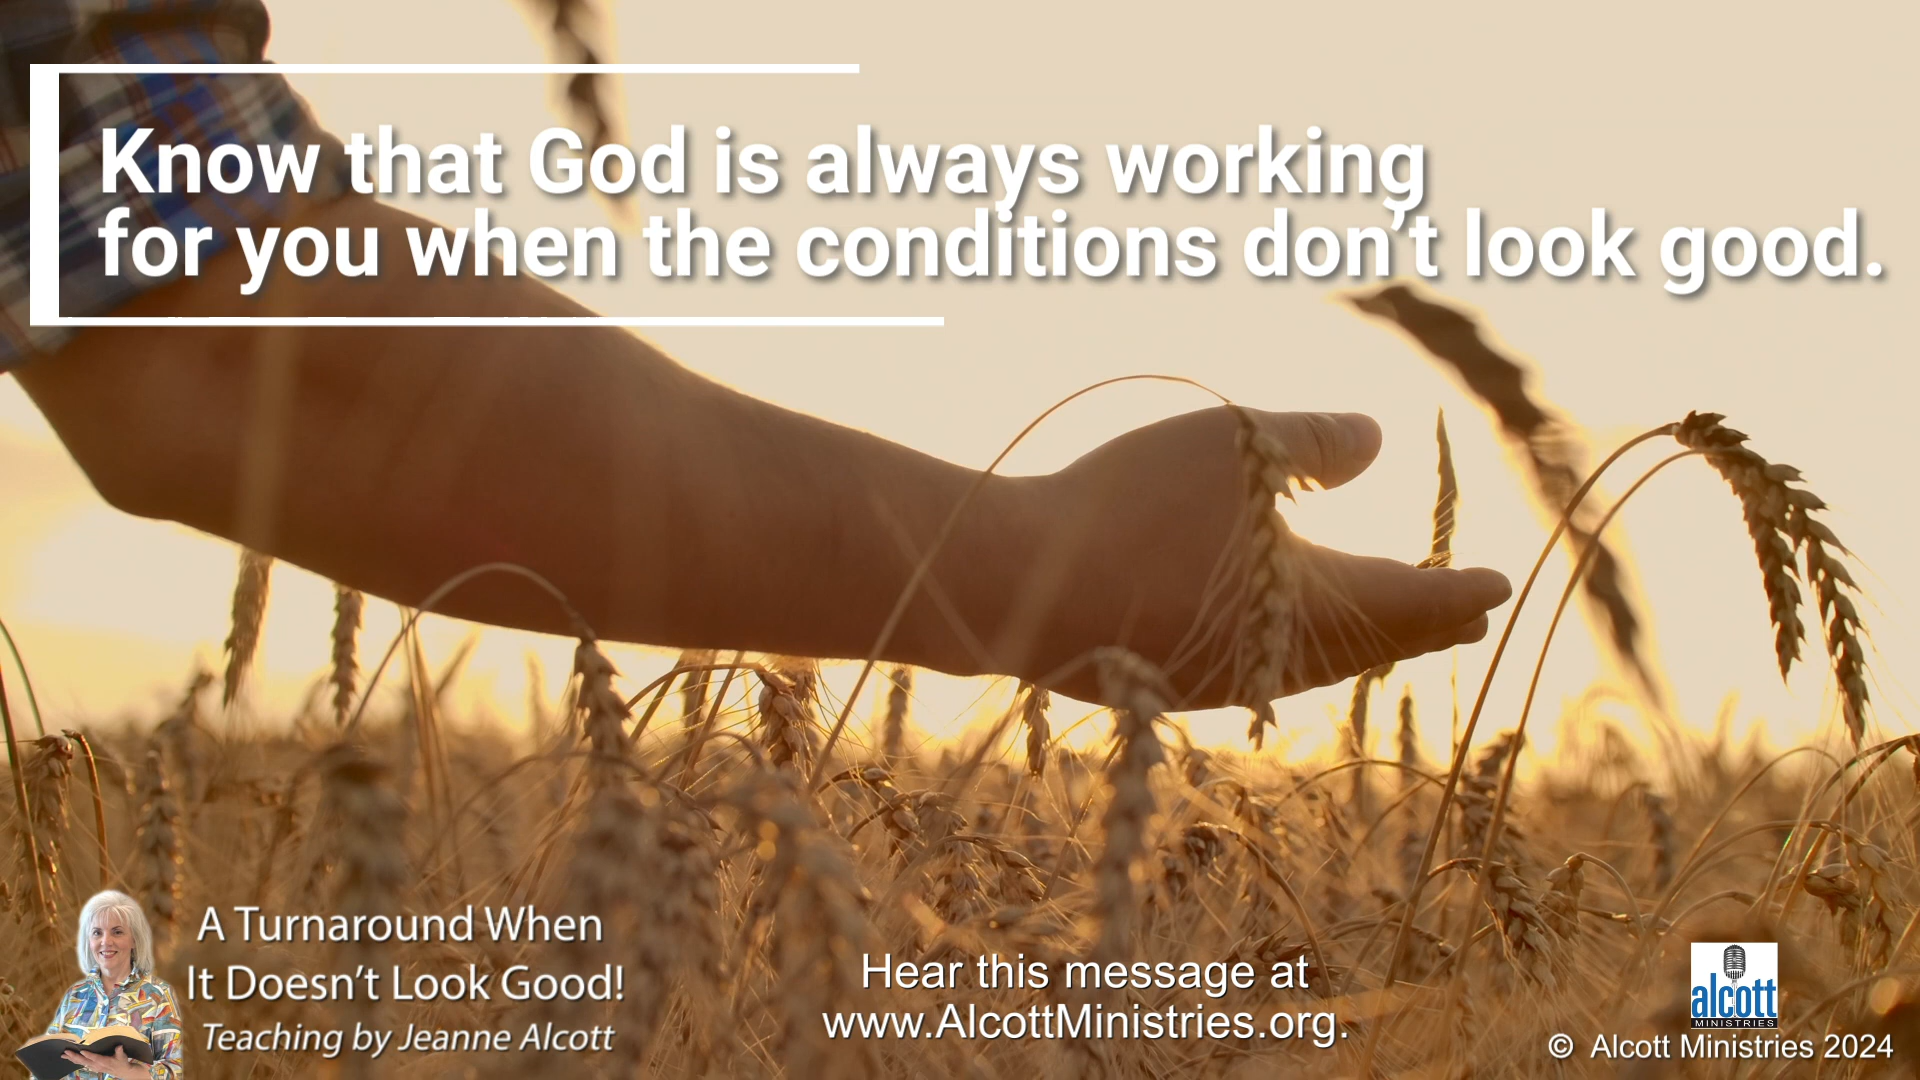 Know that God is always working
for you when the conditions don’t look good.
A Turnaround When
It Doesn’t Look Good!
Teaching by Jeanne Alcott
Hear this message at
www.AlcottMinistries.org.
alcott
MINISTRIES
© Alcott Ministries 2024